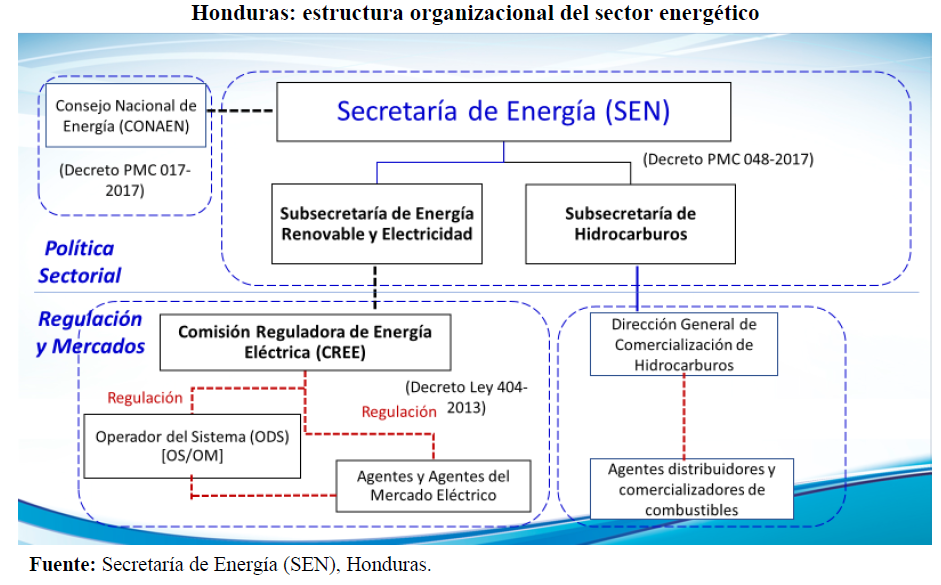 Honduras: estructura organizacional del sector energético
Consejo Nacional de
Energía (CONAEN)
(Decreto PMC 017-
2017)
Secretaría de Energía (SEN)
(Decreto PMC 048-2017)
Subsecretaría de Energía
Renovable y Electricidad
Subsecretaría de
Hidrocarburos
Política
Sectorial
Regulación
y Mercados
Comisión Reguladora de Energía
Eléctrica (CREE)
(Decreto Ley 404-
2013)
Regulación
Regulación
Operador del Sistema (ODS)
[OS/OM]
Agentes y Agentes del
Mercado Eléctrico
Dirección General de
Comercialización de
Hidrocarburos
Agentes distribuidores y
comercializadores de
combustibles
Fuente: Secretaría de Energía (SEN), Honduras.